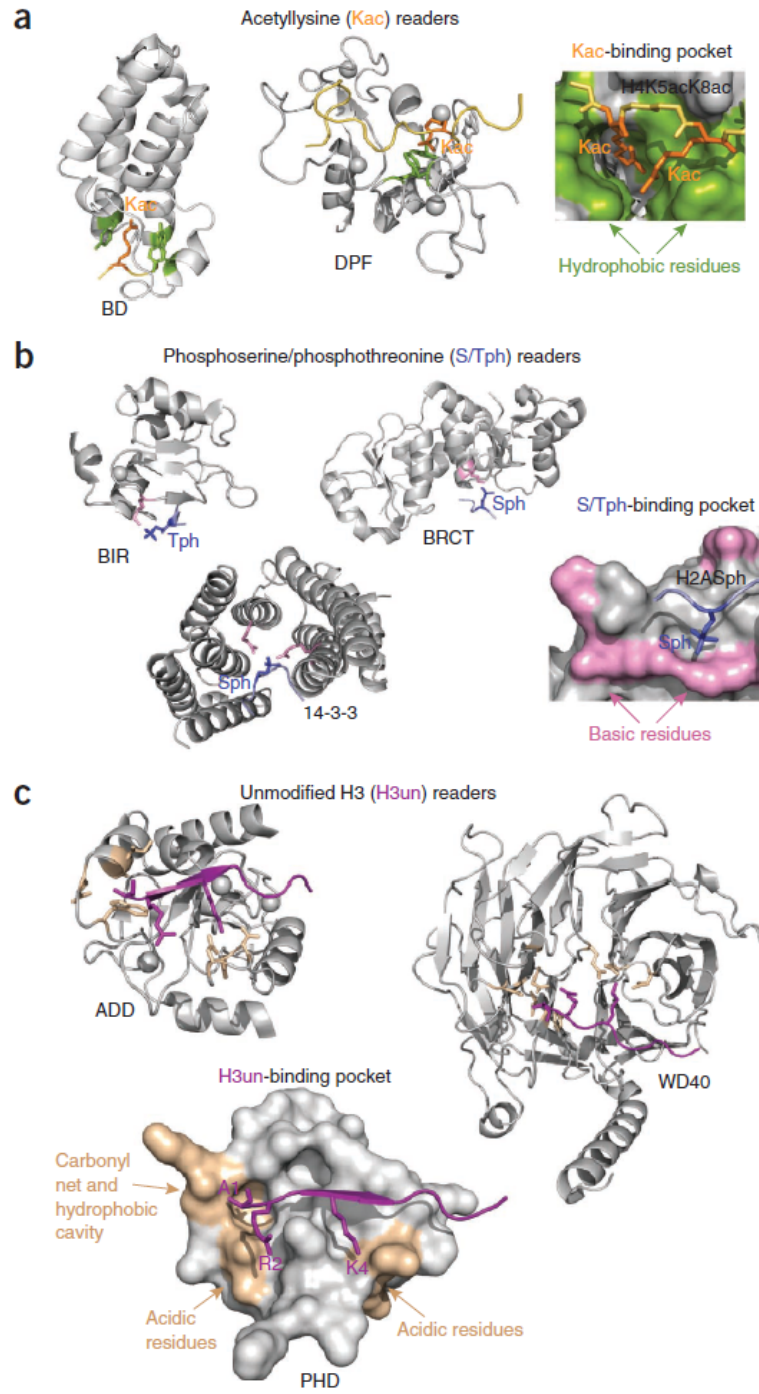 a
Acetyllysine (Kac) readers
Kac-binding pocket
H4K5acK8ac
Kac
Kac
Kac
Kac
BD
DPF
Hydrophobic residues
b
Phosphoserine/phosphothreonine (S/Tph) readers
BIR
Tph
Sph
BRCT
S/Tph-binding pocket
H2ASph
Sph
Sph
14-3-3
Basic residues
c
Unmodified H3 (H3un) readers
ADD
WD40
H3un-binding pocket
Carbonyl
net and
hydrophobic
cavity
A1
R2
K4
Acidic
residues
Acidic residues
PHD